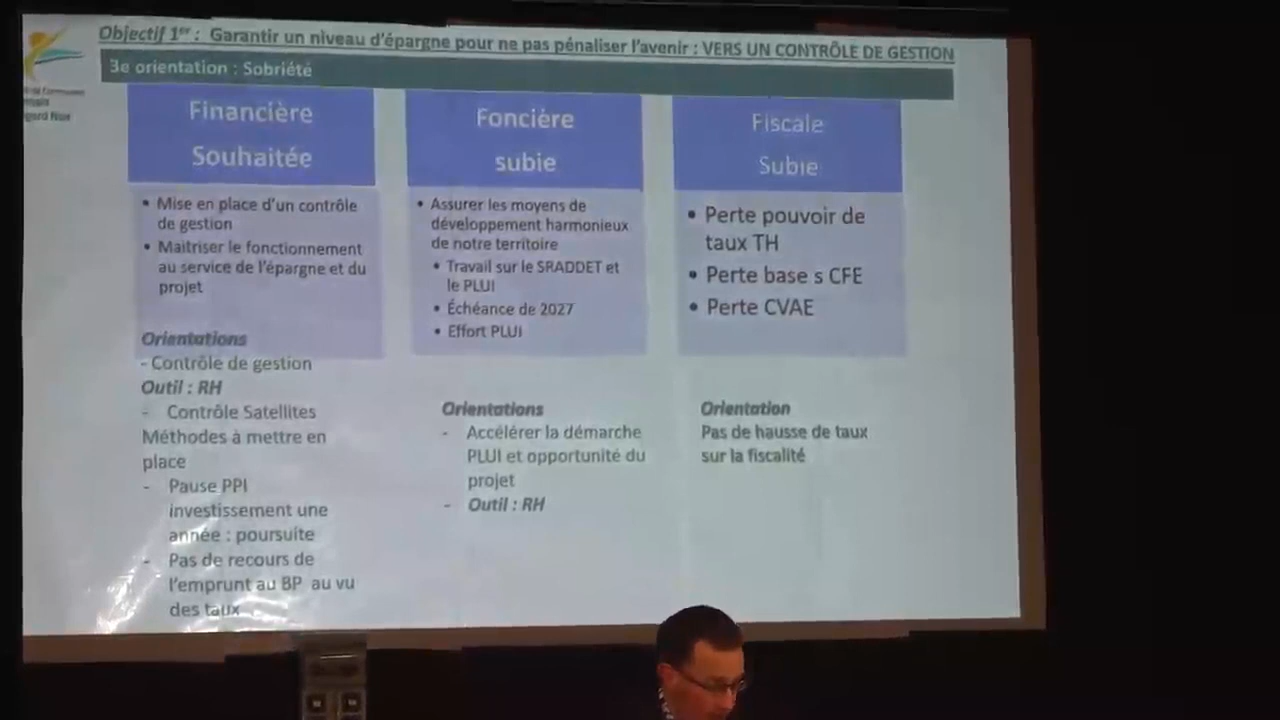 Objectif 1er : Garantir un niveau d'épargne pour ne pas pénaliser l'avenir : VERS UN CONTRÔLE DE GESTION
3e orientation : Sobriété
Financière
Souhaitée
• Mise en place d'un contrôle
de gestion
• Maitriser le fonctionnement
au service de l'épargne et du
projet
Orientations
- Contrôle de gestion
Outil : RH
- Contrôle Satellites
Méthodes à mettre en
place
- Pause PPI
investissement une
année : poursuite
- Pas de recours de
l'emprunt au BP au vu
des taux
Foncière
subie
• Assurer les moyens de
développement harmonieux
de notre territoire
• Travail sur le SRADDET et
le PLUI
• Échéance de 2027
• Effort PLUI
Orientations
- Accélérer la démarche
PLUI et opportunité du
projet
- Outil : RH
Fiscale
Subie
• Perte pouvoir de
taux TH
• Perte base s CFE
• Perte CVAE
Orientation
Pas de hausse de taux
sur la fiscalité